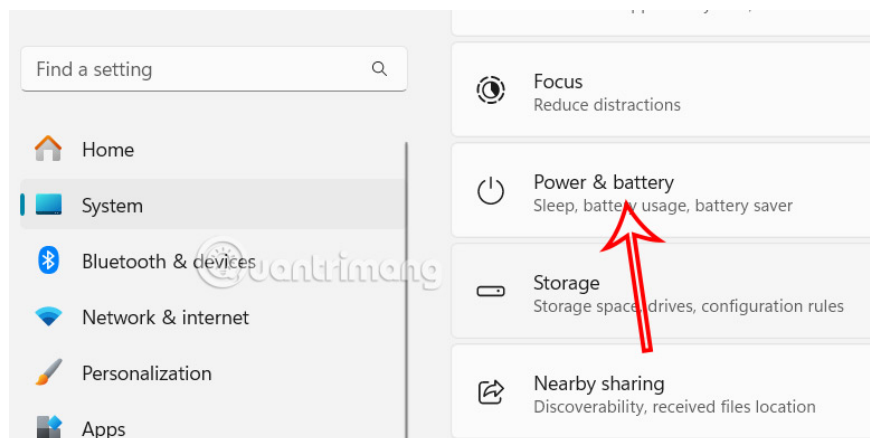 Find a setting
Home
System
Bluetooth & devices
Network & internet
Personalization
Apps
Focus
Reduce distractions
Power & battery
Sleep, battery usage, battery saver
Storage
Storage space, drives, configuration rules
Nearby sharing
Discoverability, received files location
Quantrimang